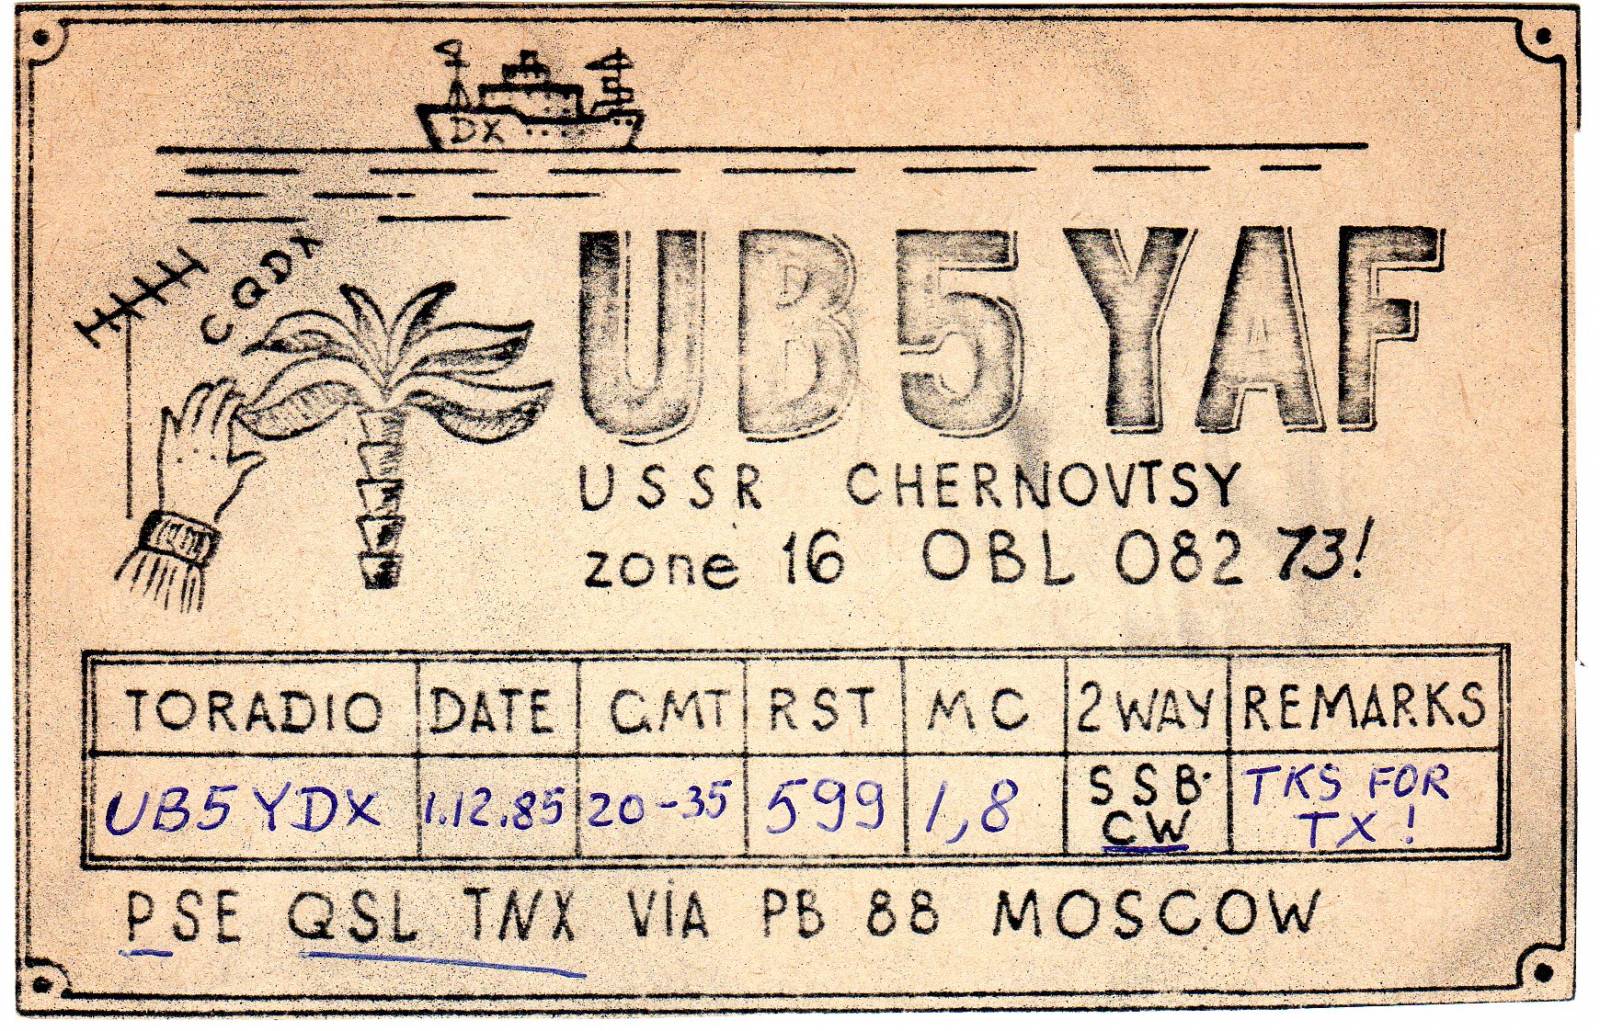 DX
CQDX
UB5YAF
USSR CHERNOVTSY
zone 16 OBL 082 73!
TORADIO DATE GMT RST MC 2WAY REMARKS
UB5YDX 1.12.85 20-35 599 1,8 SSB CW TKS FOR TX!
PSE QSL TNX VIA PB 88 MOSCOW